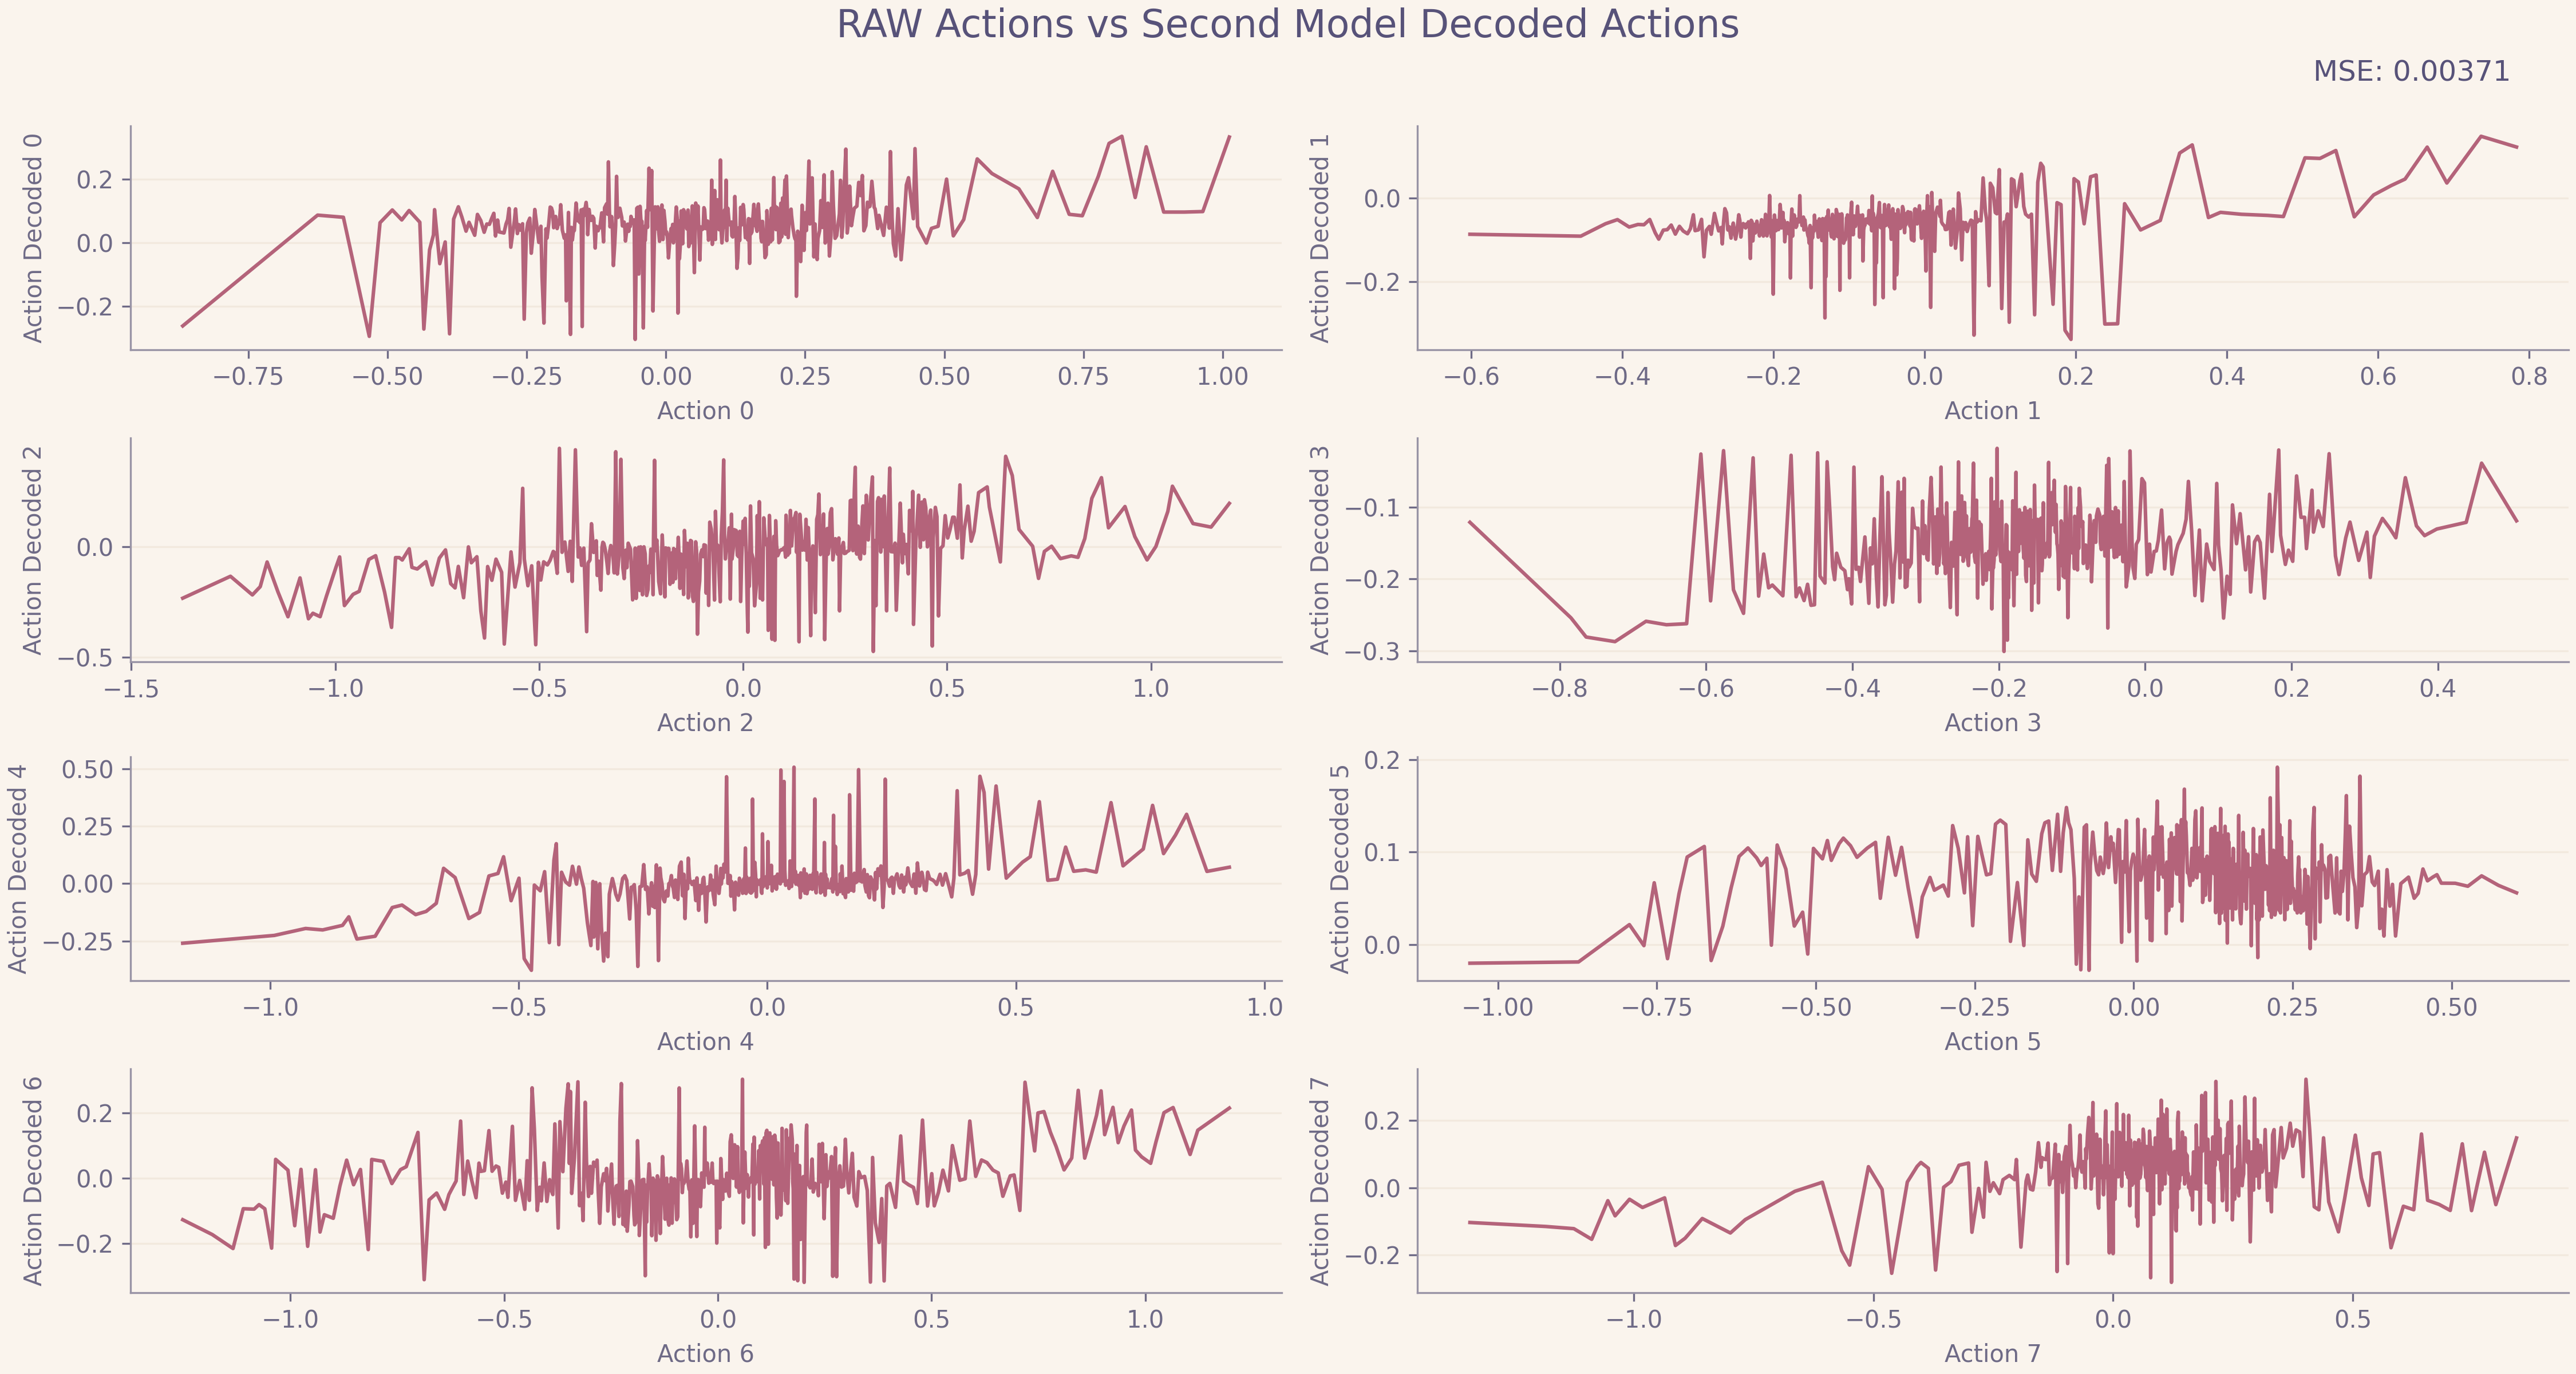 RAW Actions vs Second Model Decoded Actions
MSE: 0.00371
Action Decoded 0
0.2
0.0
−0.2
−0.75 −0.50 −0.25 0.00 0.25 0.50 0.75 1.00
Action 0
Action Decoded 1
0.0
−0.2
−0.6 −0.4 −0.2 0.0 0.2 0.4 0.6 0.8
Action 1
Action Decoded 2
0.0
−0.5
−1.5 −1.0 −0.5 0.0 0.5 1.0
Action 2
Action Decoded 3
−0.1
−0.2
−0.3
−0.8 −0.6 −0.4 −0.2 0.0 0.2 0.4
Action 3
Action Decoded 4
0.50
0.25
0.00
−0.25
−1.0 −0.5 0.0 0.5 1.0
Action 4
Action Decoded 5
0.2
0.1
0.0
−1.00 −0.75 −0.50 −0.25 0.00 0.25 0.50
Action 5
Action Decoded 6
0.2
0.0
−0.2
−1.0 −0.5 0.0 0.5 1.0
Action 6
Action Decoded 7
0.2
0.0
−0.2
−1.0 −0.5 0.0 0.5
Action 7